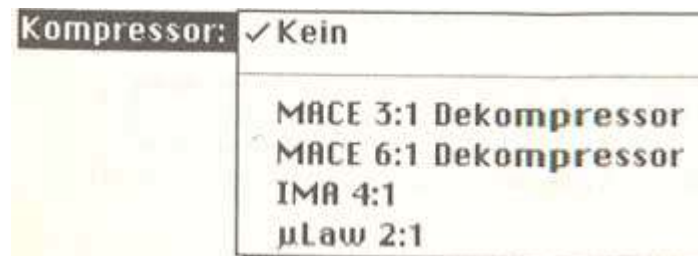 Kompressor: ✓ Kein
MACE 3:1 Dekompressor
MACE 6:1 Dekompressor
IMA 4:1
µLaw 2:1